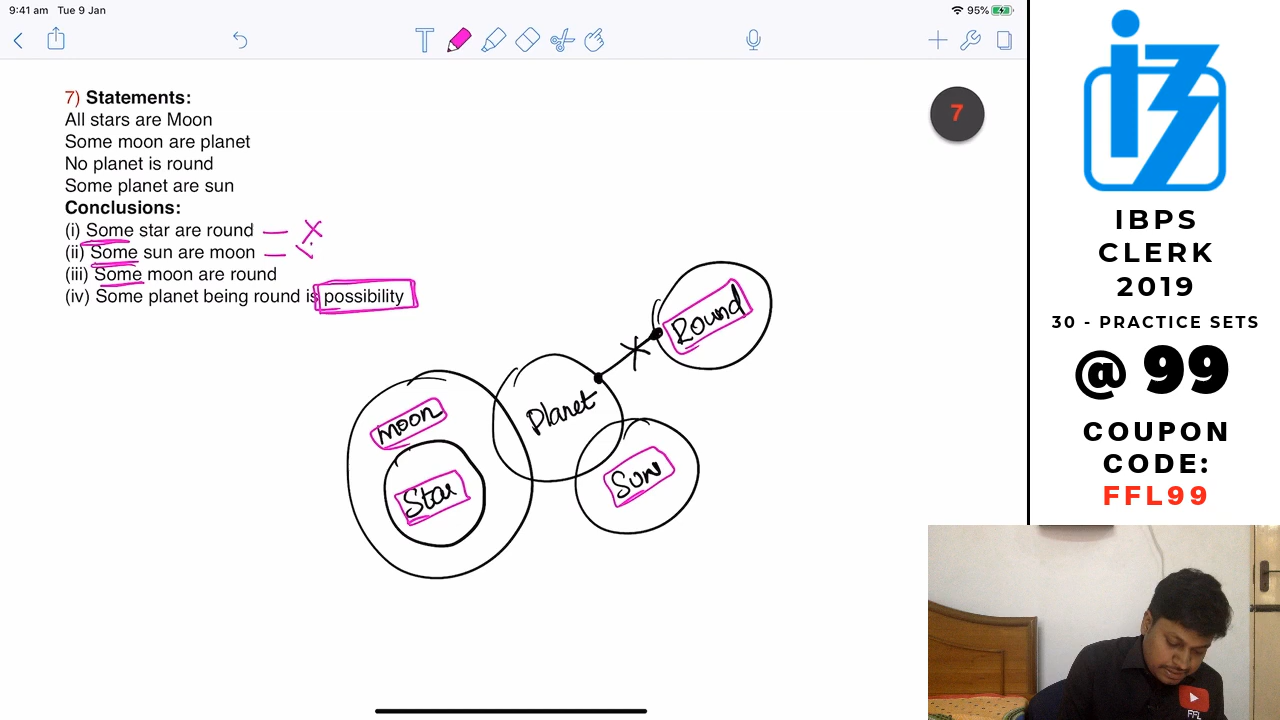 9:41 am Tue 9 Jan
95%
T
7) Statements:
All stars are Moon
Some moon are planet
No planet is round
Some planet are sun
Conclusions:
(i) Some star are round
(ii) Some sun are moon
(iii) Some moon are round
(iv) Some planet being round is possibility
7
Round
Planet
Moon
Star
Sun
IBPS
CLERK
2019
30 - PRACTICE SETS
@ 99
COUPON
CODE:
FFL99
FFL